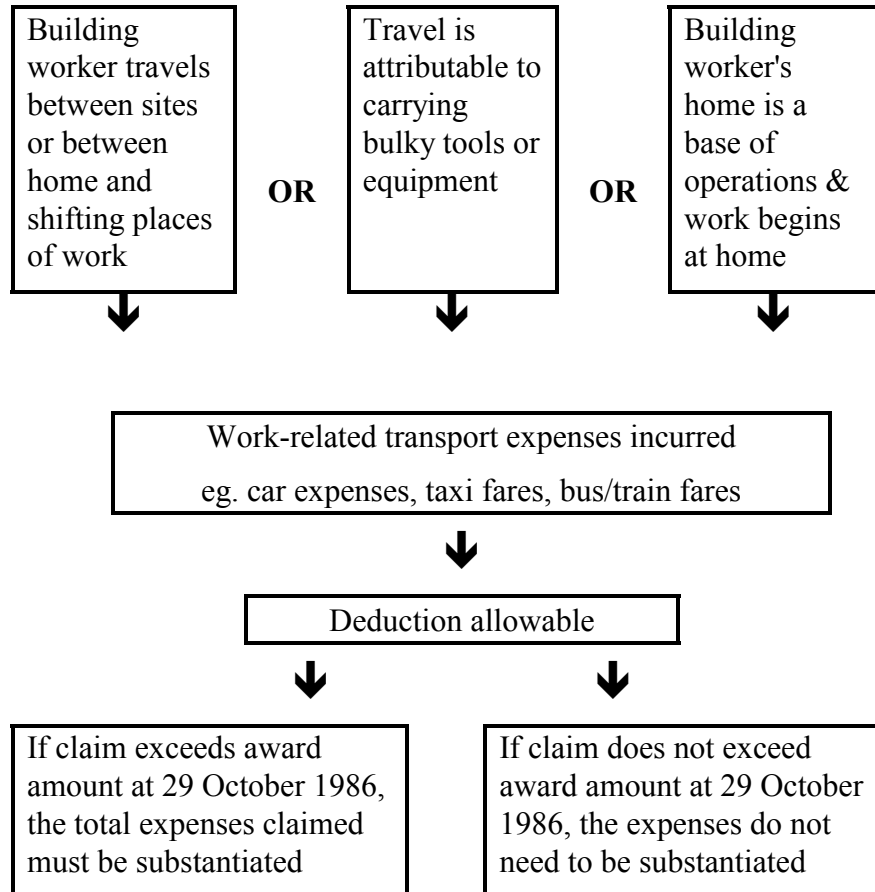 Building
worker travels
between sites
or between
home and
shifting places
of work
OR
Travel is
attributable to
carrying
bulky tools or
equipment
OR
Building
worker's
home is a
base of
operations &
work begins
at home
Work-related transport expenses incurred
eg. car expenses, taxi fares, bus/train fares
Deduction allowable
If claim exceeds award
amount at 29 October 1986,
the total expenses claimed
must be substantiated
If claim does not exceed
award amount at 29 October
1986, the expenses do not
need to be substantiated